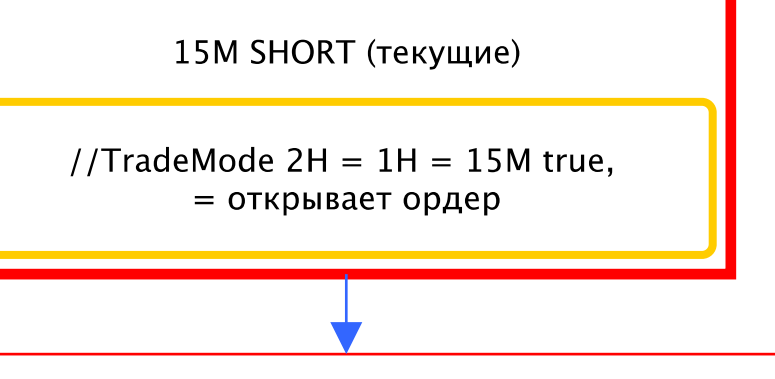 15M SHORT (текущие)
//TradeMode 2H = 1H = 15M true,
= открывает ордер